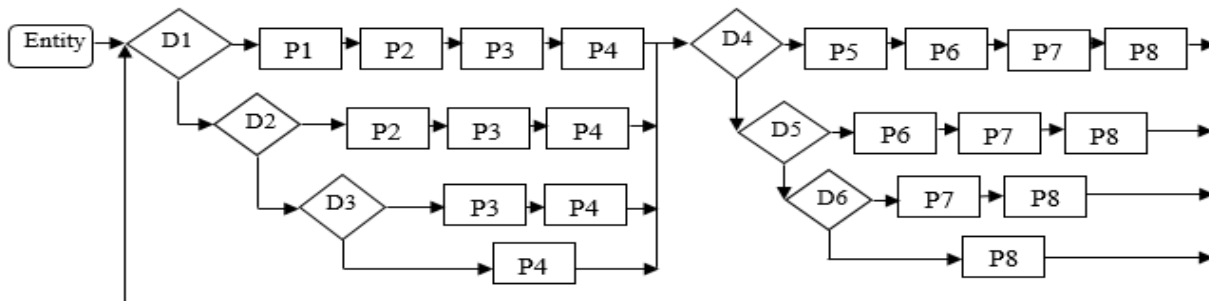 Entity D1 P1 P2 P3 P4 D4 P5 P6 P7 P8
D2 P2 P3 P4 D5 P6 P7 P8
D3 P3 P4 D6 P7 P8
P4 P8